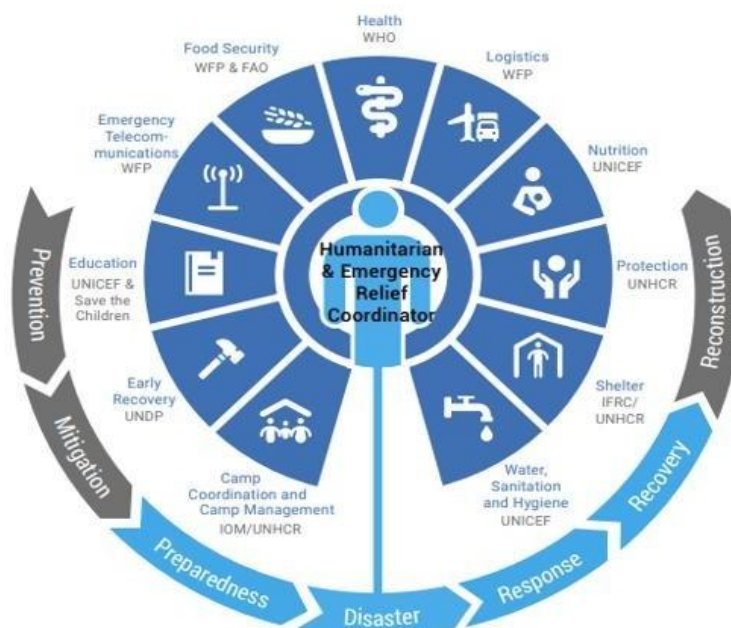 Health
WHO
Food Security
WFP & FAO
Logistics
WFP
Emergency
Telecom-
munications
WFP
Nutrition
UNICEF
Education
UNICEF &
Save the
Children
Humanitarian
& Emergency
Relief
Coordinator
Protection
UNHCR
Early
Recovery
UNDP
Shelter
IFRC/
UNHCR
Camp
Coordination and
Camp Management
IOM/UNHCR
Water,
Sanitation
and Hygiene
UNICEF
Prevention
Mitigation
Preparedness
Disaster
Response
Recovery
Reconstruction